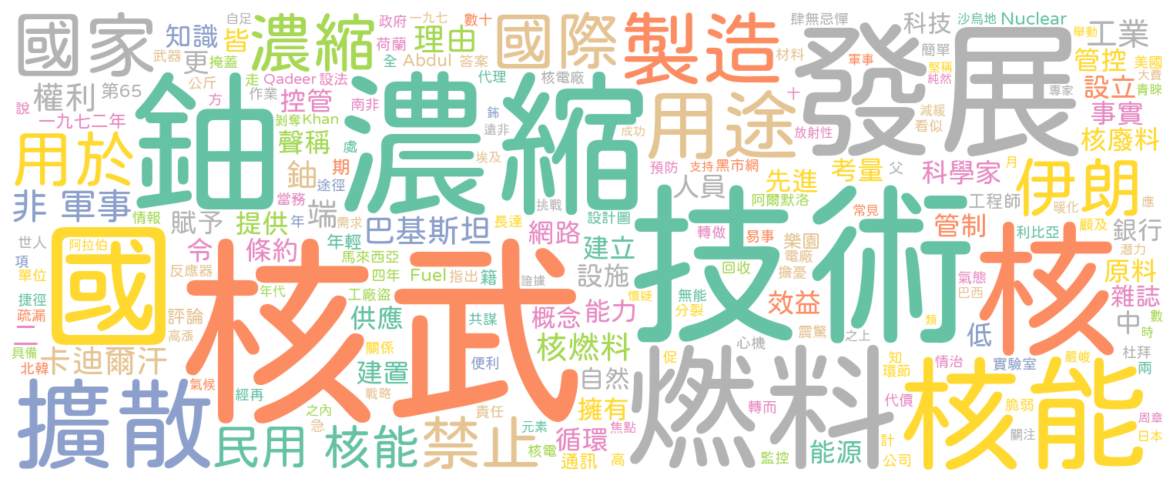 國家
知識
皆
濃縮
自足
政府
一九七
數十
荷蘭
理由
國際
製造
肆無忌憚
科技
沙烏地
Nuclear
舉動
工業
武器
掩蓋
更
全
Abdul
答案
材料
簡單
管控
美國
公斤
走
Qadeer
設法
核電廠
軍事
堅稱
純然
大費
權利
第65
方
作業
控管
代理
十
專家
設立
青睞
說
一九七二年
剝奪
Khan
南非
鈽
減緩
看似
事實
發展
鈾濃縮
用途
用於
聲稱
處
遠非
成功
放射性
核廢料
鈾
期
埃及
預防
支持
黑市網
考量
父
科學家
月
伊朗
非
軍事
途徑
當務
人員
先進
工程師
暖化
應
情報
賦予
提供
年
端
需求
挑戰
長達
設計圖
阿爾默洛
常見
管制
利比亞
顧及
銀行
潛力
世人
阿拉伯
令
條約
年輕
巴基斯坦
網路
建立
轉做
易事
樂園
電廠
項
單位
國
反應器
馬來西亞
四年
Fuel
指出
籍
設施
回收
擔憂
技術
核
氣態
巴西
原料
捷徑
疏漏
核武
年代
工廠盜
證據
懷疑
無能
分裂
效益
雜誌
二
評論
高漲
供應
共謀
概念
能力
低
中
數
時
類
具備
北韓
卡迪爾汗
關係
便利
核燃料
震驚
之上
心機
氣候
建置
戰略
自然
促
燃料
知
環節
情治
實驗室
嚴峻
杜拜
兩
擴散
經再
之內
急
責任
擁有
轉而
代價
脆弱
核能
周章
日本
民用
核能
禁止
元素
核電
循環
焦點
通訊
高
監控
能源
計
公司
關注